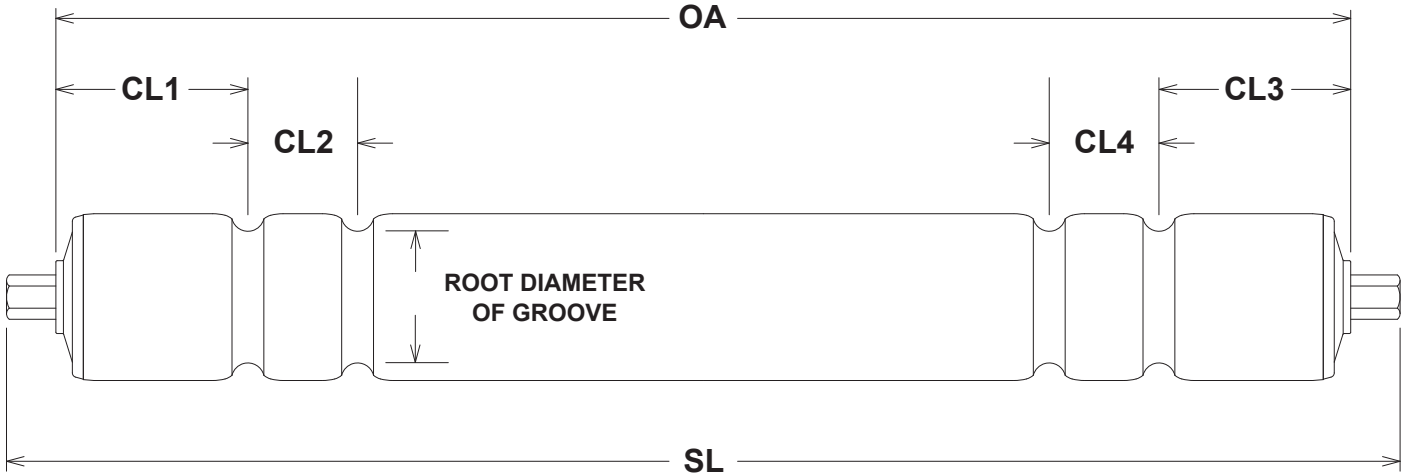 OA
CL1
CL3
CL2
CL4
ROOT DIAMETER
OF GROOVE
SL